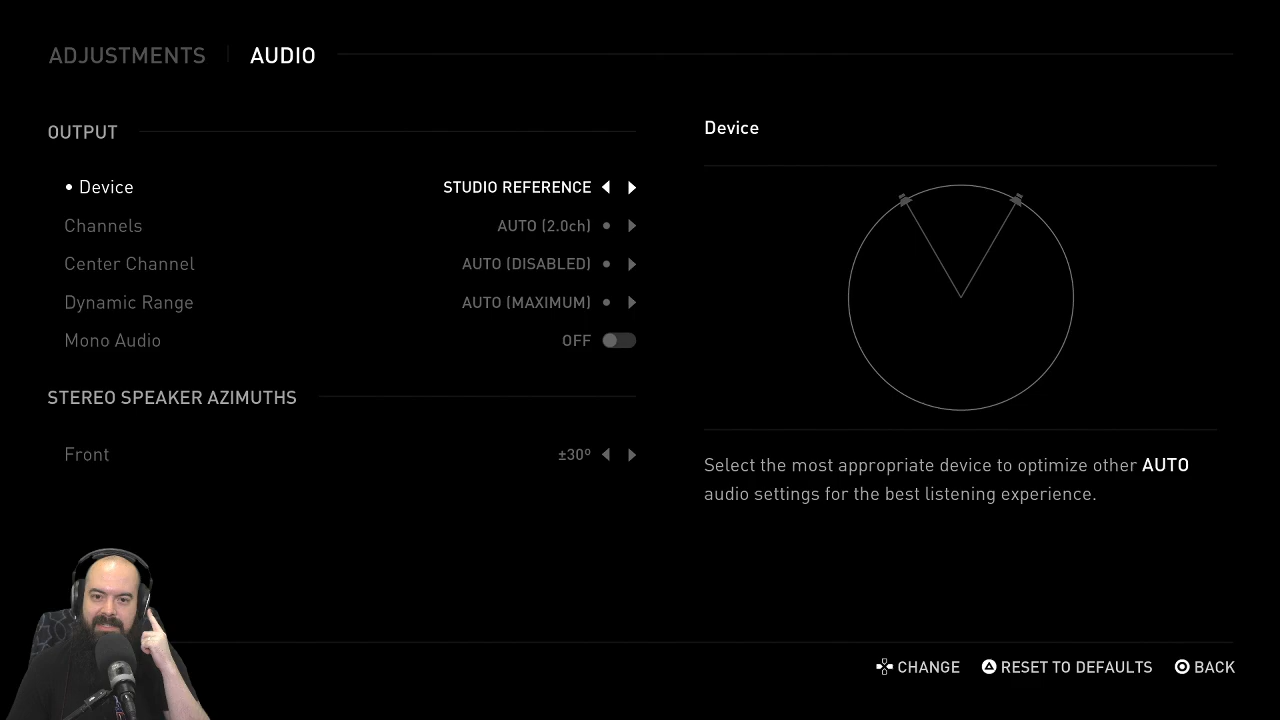 ADJUSTMENTS | AUDIO
OUTPUT
• Device STUDIO REFERENCE
Channels AUTO (2.0ch)
Center Channel AUTO (DISABLED)
Dynamic Range AUTO (MAXIMUM)
Mono Audio OFF
STEREO SPEAKER AZIMUTHS
Front ±30º
Device
Select the most appropriate device to optimize other AUTO
audio settings for the best listening experience.
CHANGE RESET TO DEFAULTS BACK